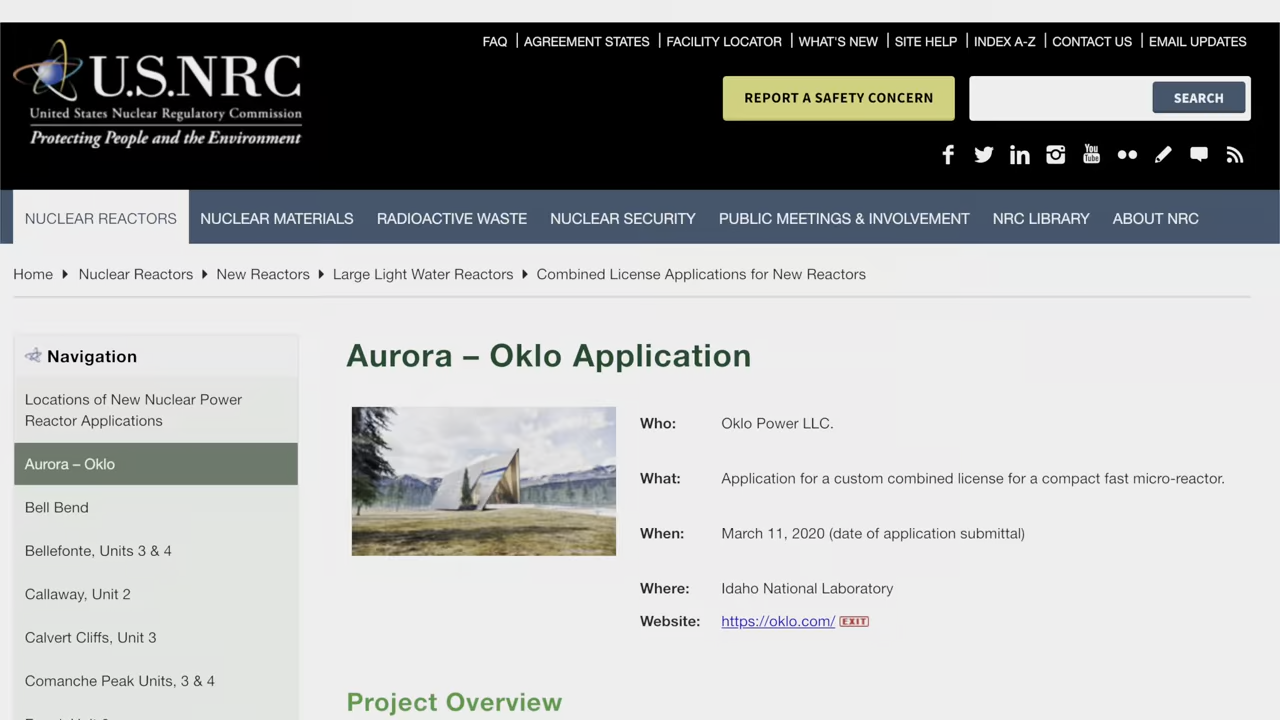 FAQ | AGREEMENT STATES | FACILITY LOCATOR | WHAT'S NEW | SITE HELP | INDEX A-Z | CONTACT US | EMAIL UPDATES
U.S.NRC
United States Nuclear Regulatory Commission
Protecting People and the Environment
REPORT A SAFETY CONCERN
SEARCH
You
Tube
NUCLEAR REACTORS NUCLEAR MATERIALS RADIOACTIVE WASTE NUCLEAR SECURITY PUBLIC MEETINGS & INVOLVEMENT NRC LIBRARY ABOUT NRC
Home Nuclear Reactors New Reactors Large Light Water Reactors Combined License Applications for New Reactors
Navigation
Locations of New Nuclear Power
Reactor Applications
Aurora – Oklo
Bell Bend
Bellefonte, Units 3 & 4
Callaway, Unit 2
Calvert Cliffs, Unit 3
Comanche Peak Units, 3 & 4
Aurora – Oklo Application
Who: Oklo Power LLC.
What: Application for a custom combined license for a compact fast micro-reactor.
When: March 11, 2020 (date of application submittal)
Where: Idaho National Laboratory
Website: https://oklo.com/ EXIT
Project Overview